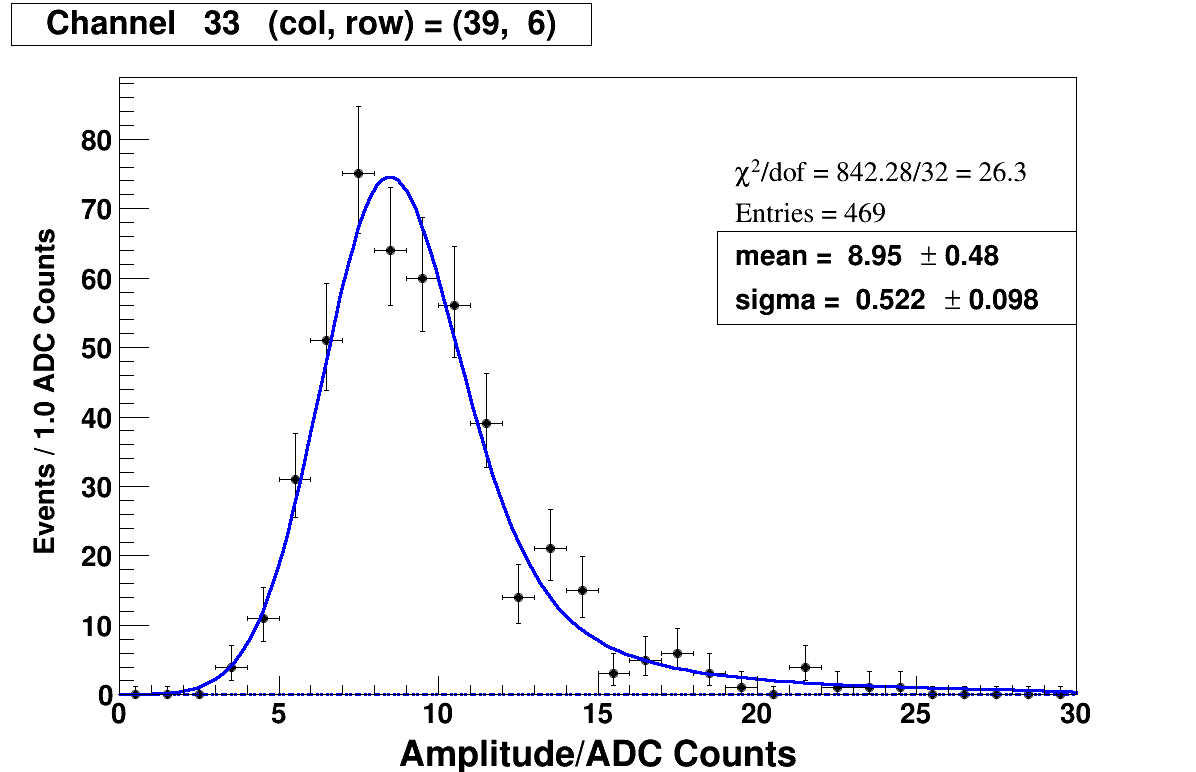 Channel 33 (col, row) = (39, 6)
χ²/dof = 842.28/32 = 26.3
Entries = 469
mean = 8.95 ± 0.48
sigma = 0.522 ± 0.098
Events / 1.0 ADC Counts
80
70
60
50
40
30
20
10
0
0 5 10 15 20 25 30
Amplitude/ADC Counts